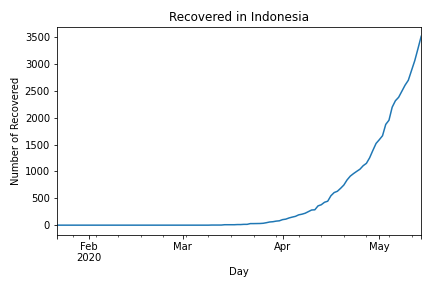 Recovered in Indonesia
3500
3000
2500
2000
1500
1000
500
0
Number of Recovered
Feb
2020
Mar
Apr
May
Day